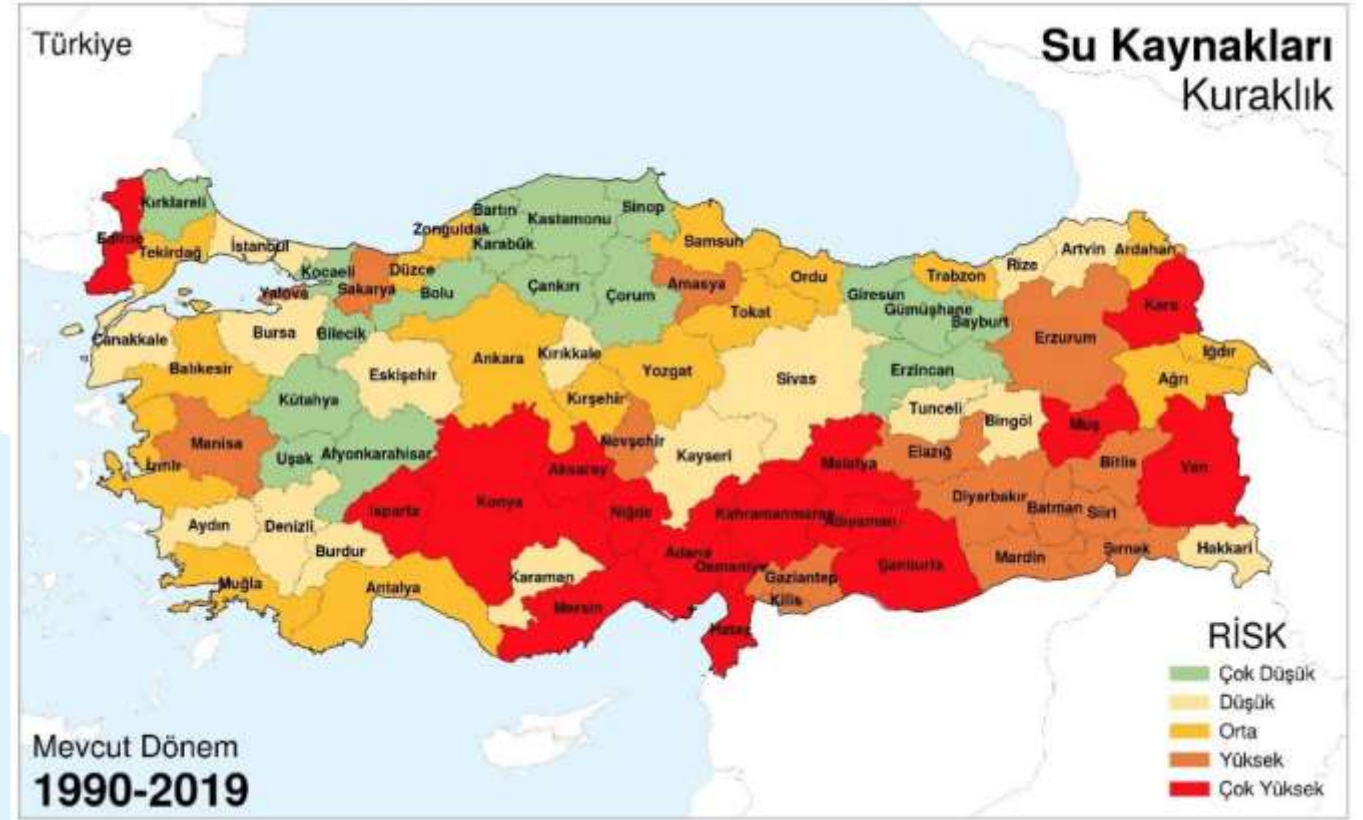 Türkiye
Su Kaynakları
Kuraklık
Kırklareli
Edirne
Tekirdağ
İstanbul
Kocaeli
Yalova
Sakarya
Düzce
Zonguldak
Bartın
Karabük
Kastamonu
Sinop
Bolu
Çankırı
Çorum
Samsun
Amasya
Ordu
Tokat
Giresun
Gümüşhane
Bayburt
Trabzon
Rize
Artvin
Ardahan
Kars
Erzurum
Iğdır
Ağrı
Çanakkale
Balıkesir
Bursa
Bilecik
Eskişehir
Ankara
Kırıkkale
Yozgat
Sivas
Erzincan
Tunceli
Bingöl
Muş
Kütahya
Kırşehir
Manisa
İzmir
Uşak
Afyonkarahisar
Nevşehir
Aksaray
Kayseri
Malatya
Elazığ
Bitlis
Van
Aydın
Denizli
Isparta
Konya
Niğde
Kahramanmaraş
Adıyaman
Diyarbakır
Batman
Siirt
Burdur
Muğla
Antalya
Karaman
Mersin
Adana
Osmaniye
Gaziantep
Kilis
Şanlıurfa
Mardin
Şırnak
Hakkari
Hatay
RİSK
Çok Düşük
Düşük
Orta
Yüksek
Çok Yüksek
Mevcut Dönem
1990-2019